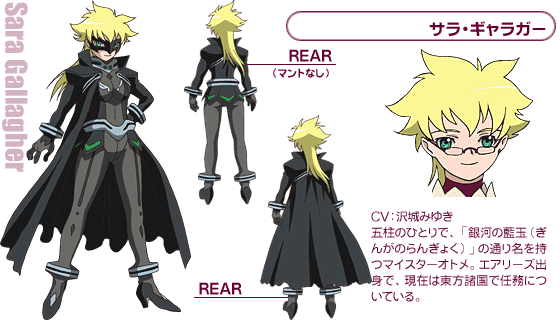 Sara Gallagher
サラ・ギャラガー
REAR
(マントなし)
REAR
CV:沢城みゆき
五柱のひとりで、「銀河の藍玉(ぎ
んがのらんぎょく)」の通り名を持
つマイスターオトメ。エアリーズ出
身で、現在は東方諸国で任務につ
いている。